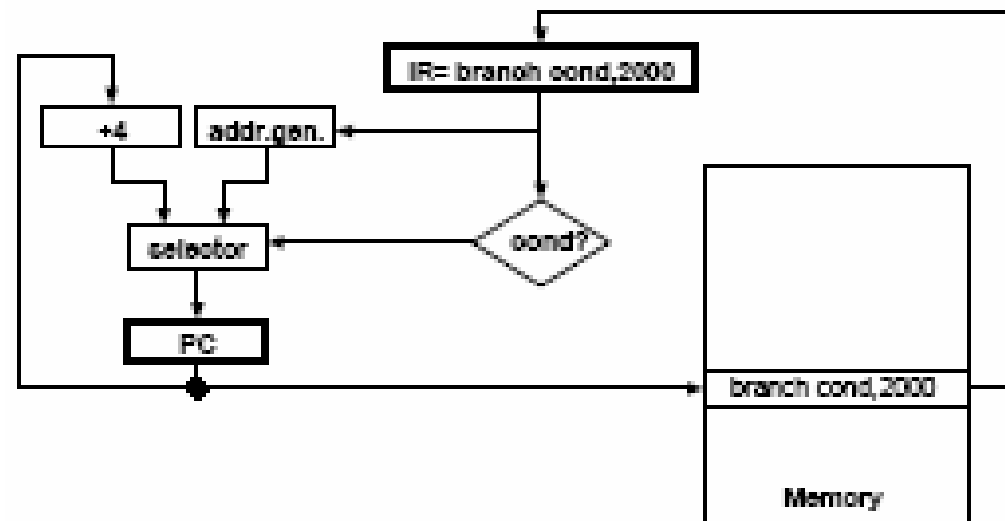 IR= branch cond,2000
+4
addr.gen.
selector
cond?
PC
branch cond,2000
Memory